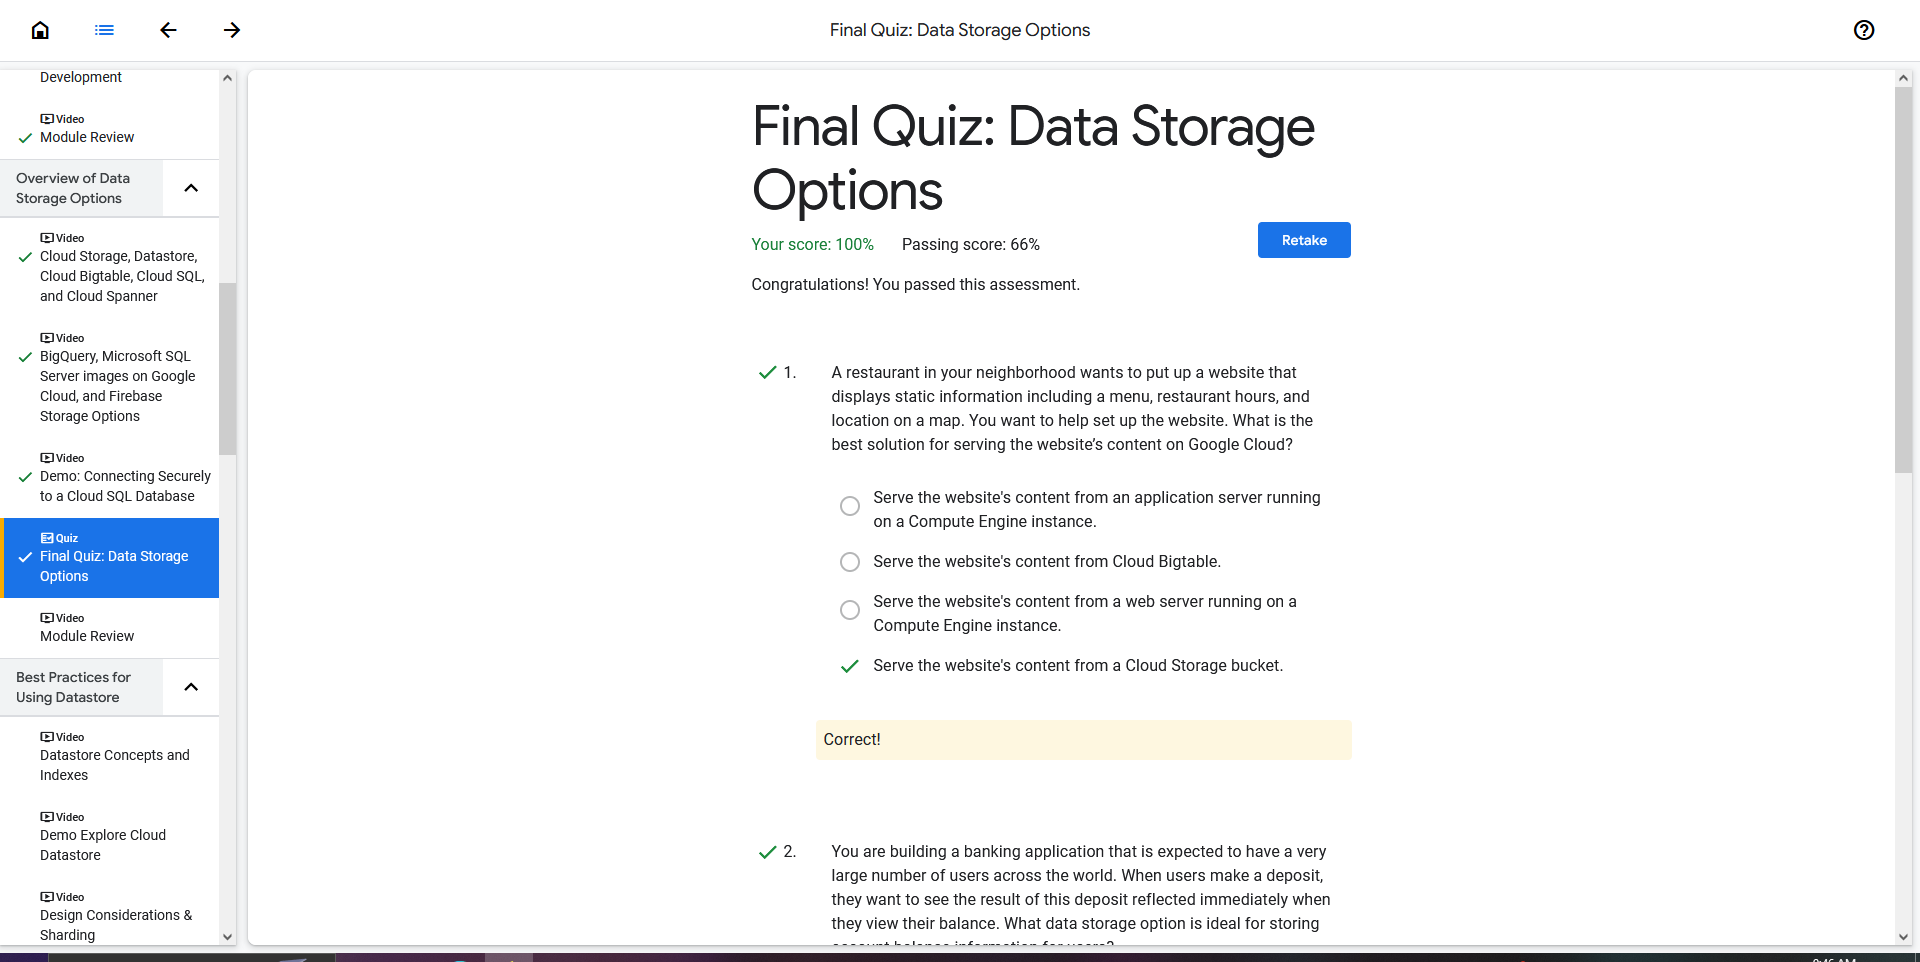 Final Quiz: Data Storage Options
Development
Video
Module Review
Overview of Data
Storage Options
Video
Cloud Storage, Datastore,
Cloud Bigtable, Cloud SQL,
and Cloud Spanner
Video
BigQuery, Microsoft SQL
Server images on Google
Cloud, and Firebase
Storage Options
Video
Demo: Connecting Securely
to a Cloud SQL Database
Quiz
Final Quiz: Data Storage
Options
Video
Module Review
Best Practices for
Using Datastore
Video
Datastore Concepts and
Indexes
Video
Demo Explore Cloud
Datastore
Video
Design Considerations &
Sharding
Final Quiz: Data Storage
Options
Your score: 100% Passing score: 66%
Retake
Congratulations! You passed this assessment.
1. A restaurant in your neighborhood wants to put up a website that
displays static information including a menu, restaurant hours, and
location on a map. You want to help set up the website. What is the
best solution for serving the website’s content on Google Cloud?
Serve the website's content from an application server running
on a Compute Engine instance.
Serve the website's content from Cloud Bigtable.
Serve the website's content from a web server running on a
Compute Engine instance.
Serve the website's content from a Cloud Storage bucket.
Correct!
2. You are building a banking application that is expected to have a very
large number of users across the world. When users make a deposit,
they want to see the result of this deposit reflected immediately when
they view their balance. What data storage option is ideal for storing
account balance information for users?